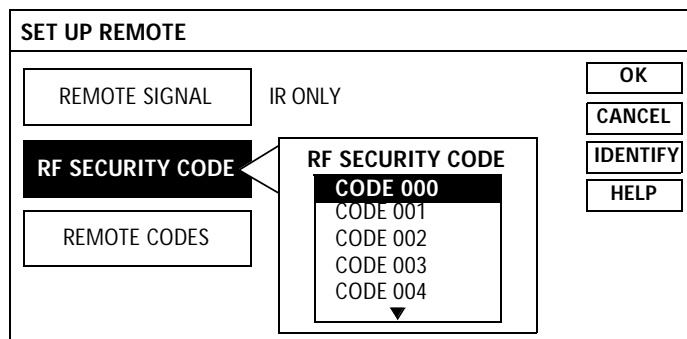 SET UP REMOTE
REMOTE SIGNAL
IR ONLY
RF SECURITY CODE
RF SECURITY CODE
CODE 000
CODE 001
CODE 002
CODE 003
CODE 004
REMOTE CODES
OK
CANCEL
IDENTIFY
HELP